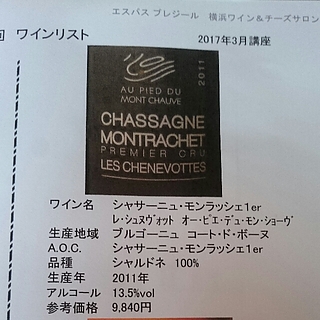 エスパス プレジール 横浜ワイン&チーズサロン
ワインリスト 2017年3月講座
2011
AU PIED DU
MONT CHAUVE
CHASSAGNE
MONTRACHET
PREMIER CRU
LES CHENEVOTTES
ワイン名 シャサーニュ・モンラッシェ1er
レ・シュヌヴォット オー・ピエ・デュ・モン・ショーヴ
生産地域 ブルゴーニュ コート・ド・ボーヌ
A.O.C. シャサーニュ・モンラッシェ1er
品種 シャルドネ 100%
生産年 2011年
アルコール 13.5%vol
参考価格 9,840円